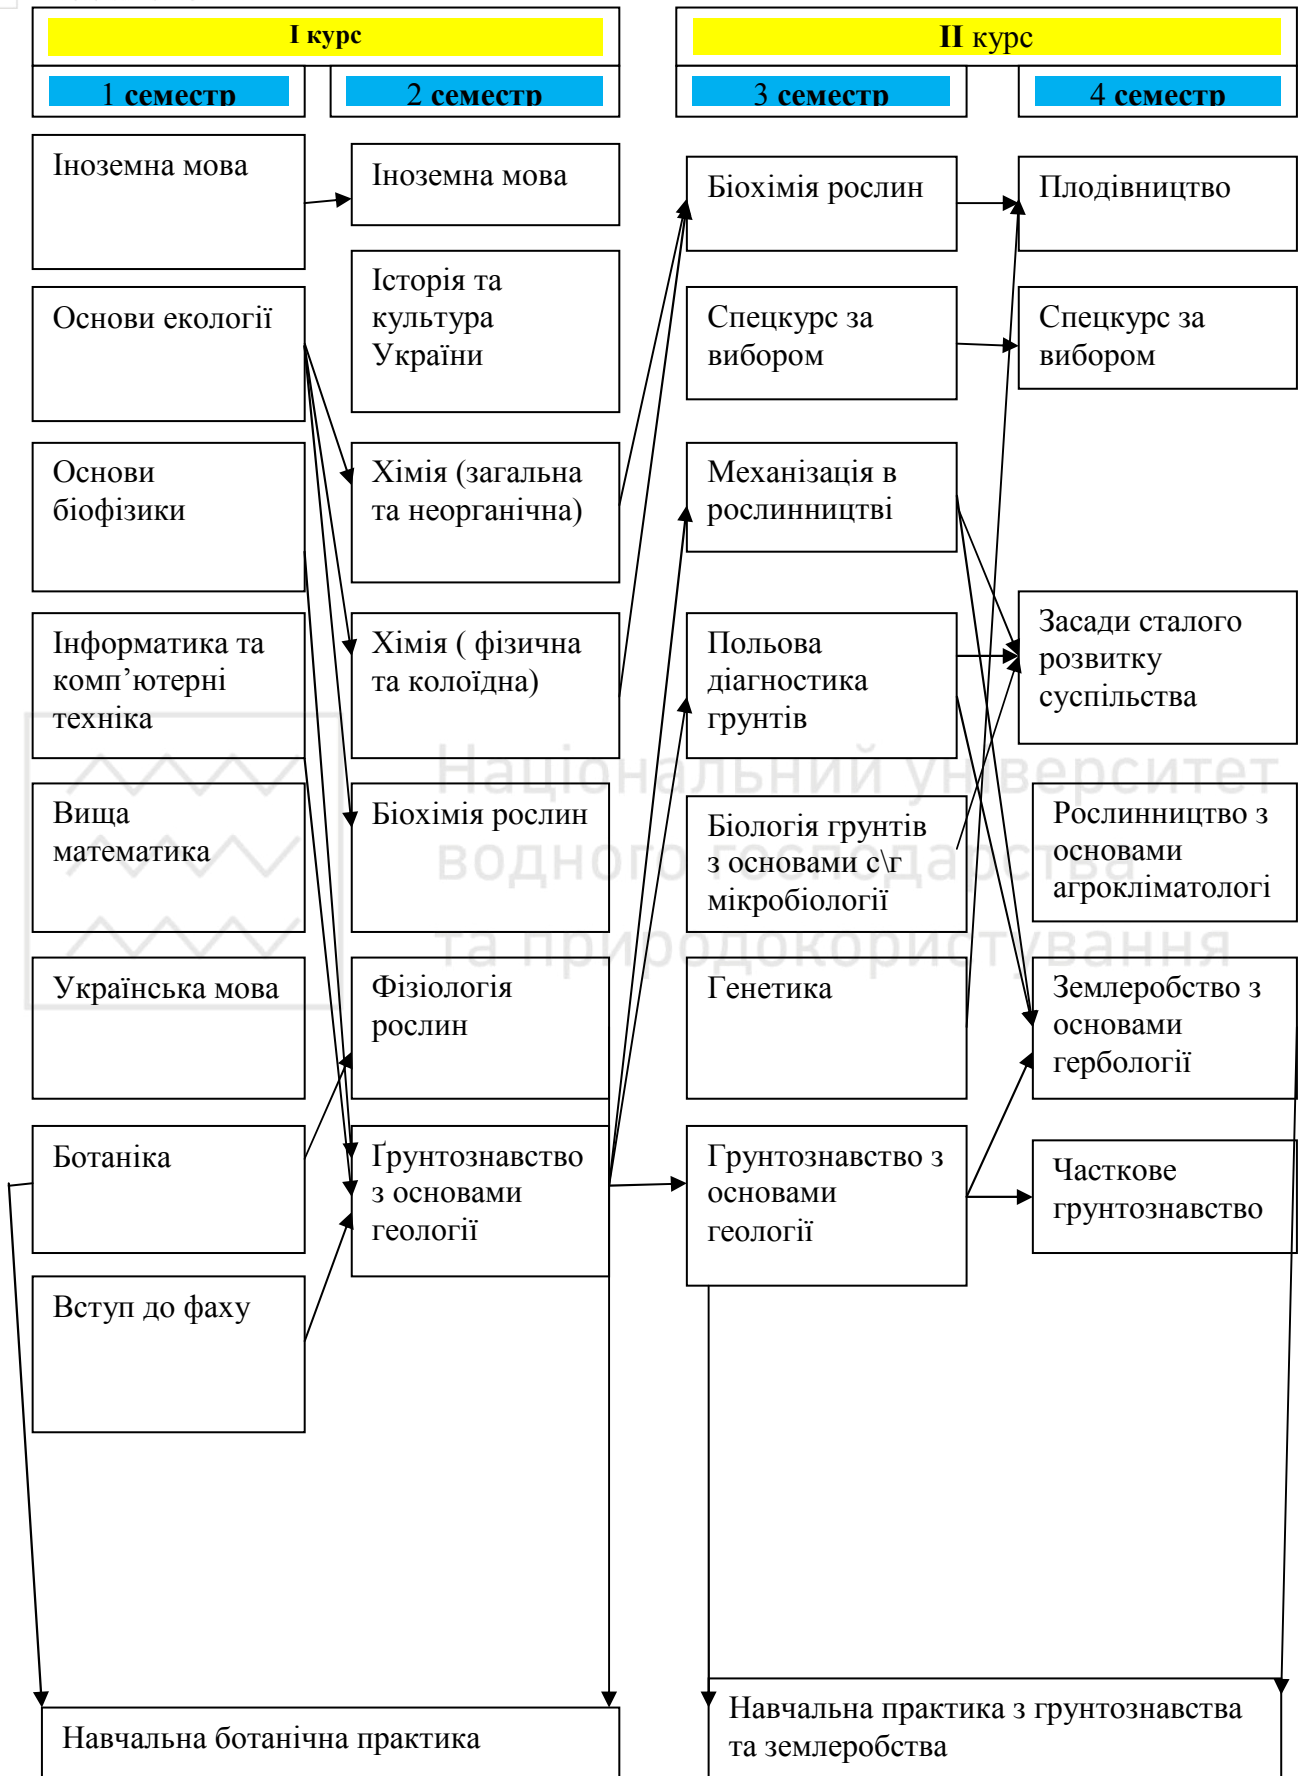 I курс
II курс
1 семестр
2 семестр
3 семестр
4 семестр
Іноземна мова
Основи екології
Основи
біофізики
Інформатика та
комп’ютерні
техніка
Вища
математика
Українська мова
Ботаніка
Вступ до фаху
Іноземна мова
Історія та
культура
України
Хімія (загальна
та неорганічна)
Хімія ( фізична
та колоїдна)
Біохімія рослин
Фізіологія
рослин
Ґрунтознавство
з основами
геології
Біохімія рослин
Спецкурс за
вибором
Механізація в
рослинництві
Польова
діагностика
грунтів
Біологія грунтів
з основами с\г
мікробіології
Генетика
Грунтознавство з
основами
геології
Плодівництво
Спецкурс за
вибором
Засади сталого
розвитку
суспільства
Рослинництво з
основами
агрокліматологі
Землеробство з
основами
гербології
Часткове
грунтознавство
Навчальна ботанічна практика
Навчальна практика з грунтознавства
та землеробства
Національний університет
водного господарства
та природокористування